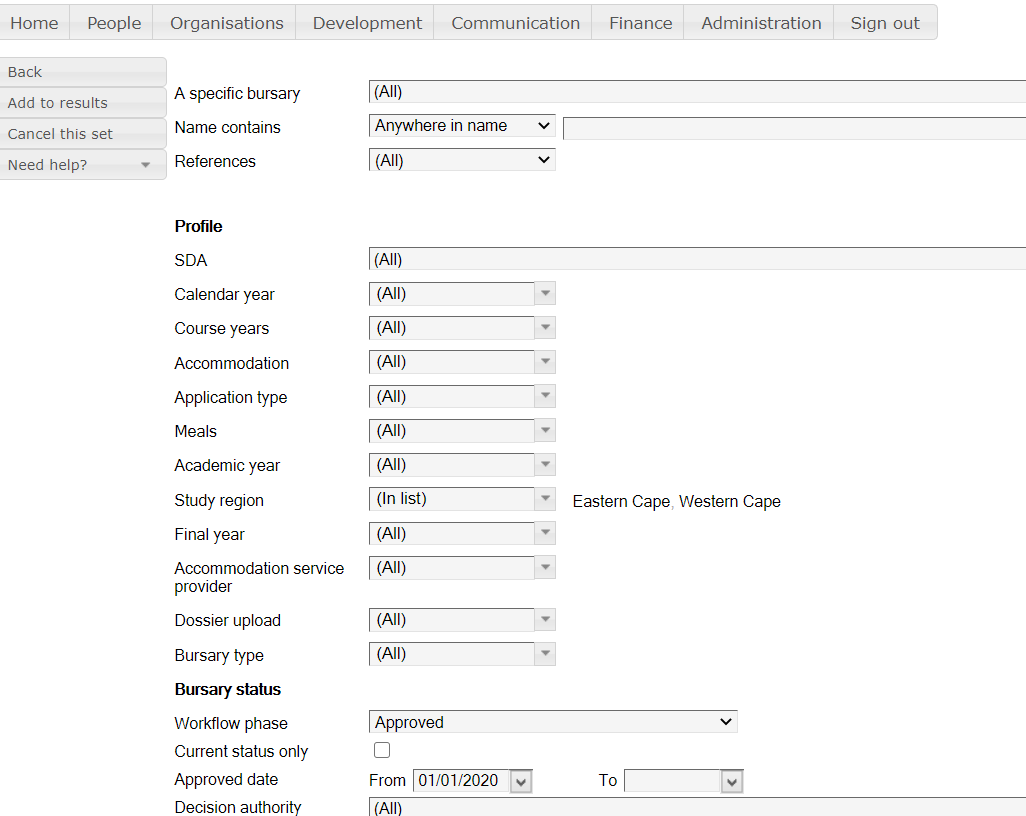 Home People Organisations Development Communication Finance Administration Sign out
Back
Add to results
Cancel this set
Need help?
A specific bursary (All)
Name contains Anywhere in name
References (All)
Profile
SDA (All)
Calendar year (All)
Course years (All)
Accommodation (All)
Application type (All)
Meals (All)
Academic year (All)
Study region (In list) Eastern Cape, Western Cape
Final year (All)
Accommodation service
provider (All)
Dossier upload (All)
Bursary type (All)
Bursary status
Workflow phase Approved
Current status only
Approved date From 01/01/2020 To
Decision authority (All)